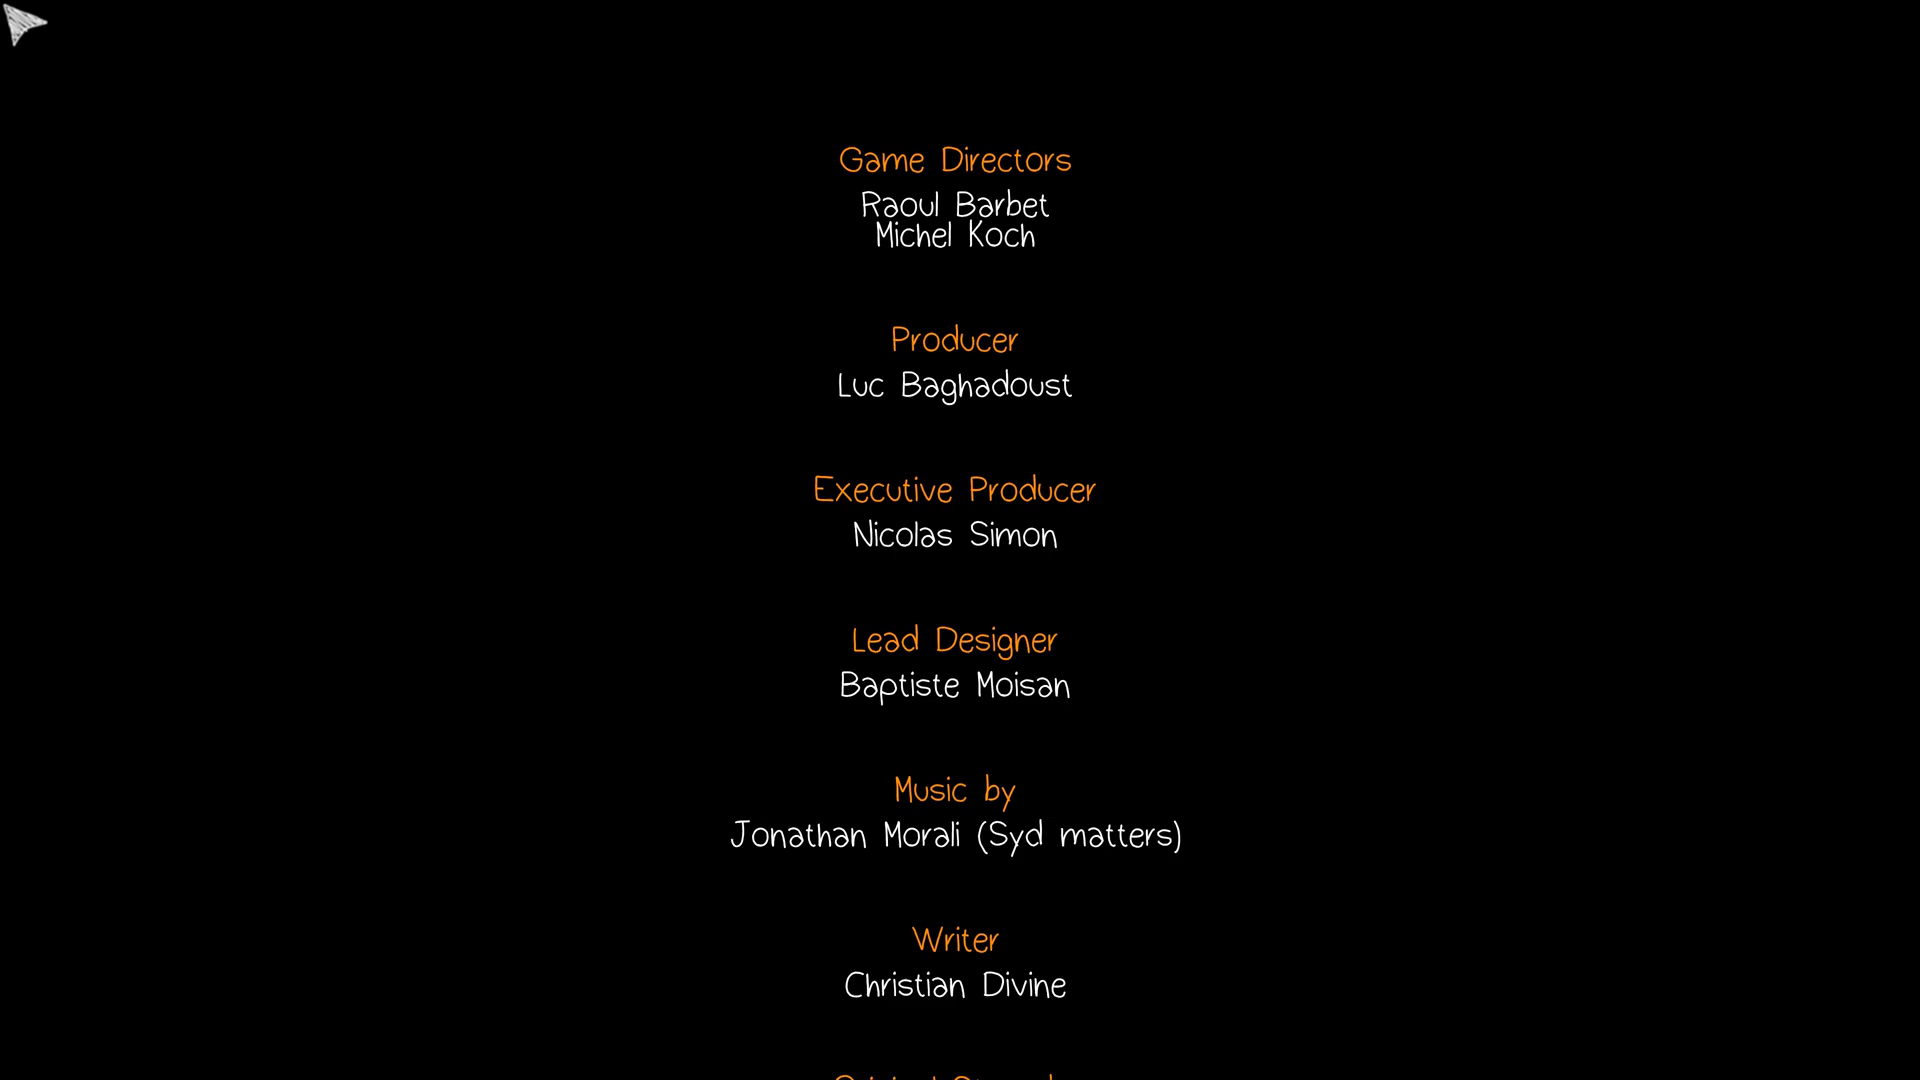 Game Directors
Raoul Barbet
Michel Koch
Producer
Luc Baghadoust
Executive Producer
Nicolas Simon
Lead Designer
Baptiste Moisan
Music by
Jonathan Morali (Syd matters)
Writer
Christian Divine